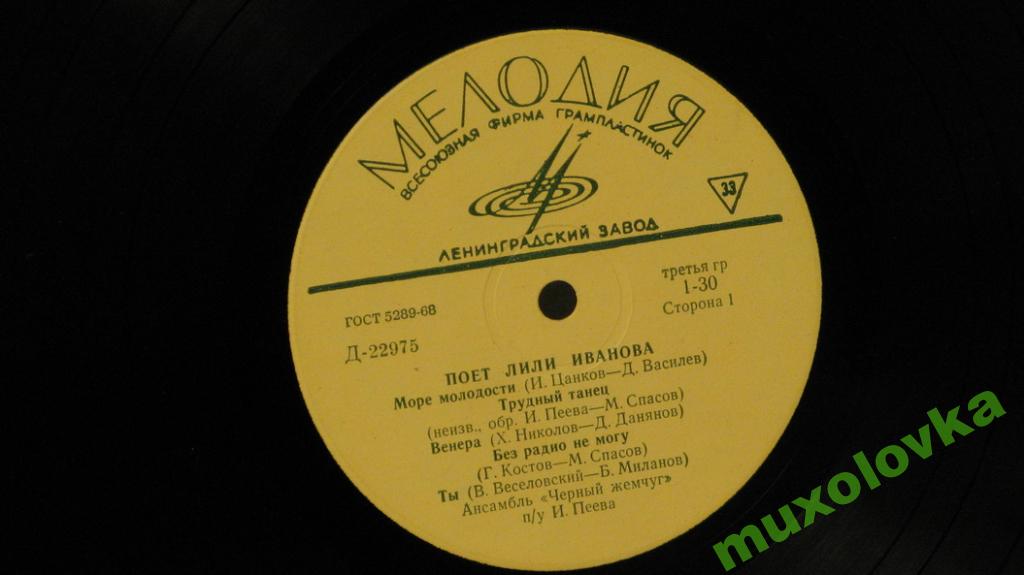 МЕЛОДИЯ
ВСЕСОЮЗНАЯ ФИРМА ГРАМПЛАСТИНОК
33
ЛЕНИНГРАДСКИЙ ЗАВОД
ГОСТ 5289-68
Д-22975
третья гр
1-30
Сторона 1
ПОЕТ ЛИЛИ ИВАНОВА
Море молодости (И. Цанков—Д. Василев)
Трудный танец
(неизв., обр. И. Пеева—М. Спасов)
Венера (Х. Николов—Д. Данянов)
Без радио не могу
(Г. Костов—М. Спасов)
Ты (В. Веселовский—Б. Миланов)
Ансамбль «Черный жемчуг»
п/у И. Пеева
muxolovka